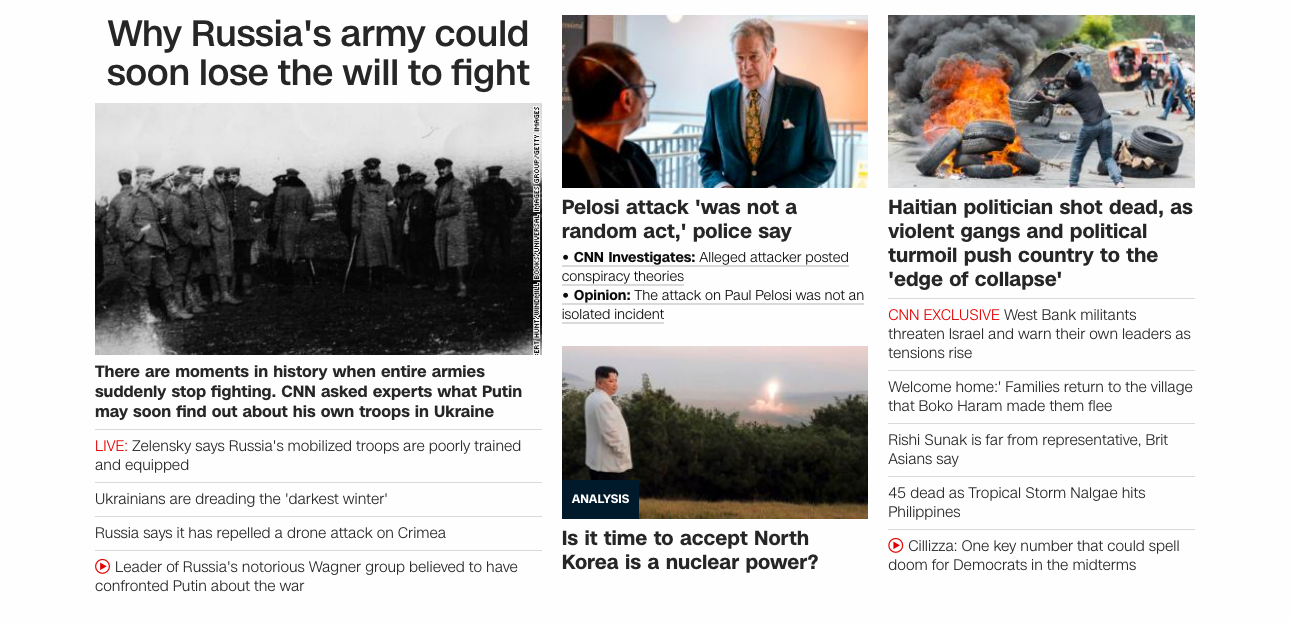 Why Russia's army could
soon lose the will to fight
ERT HUNT/WINDMILL BOOKS/UNIVERSAL IMAGES GROUP/GETTY IMAGES
There are moments in history when entire armies
suddenly stop fighting. CNN asked experts what Putin
may soon find out about his own troops in Ukraine
LIVE: Zelensky says Russia's mobilized troops are poorly trained
and equipped
Ukrainians are dreading the 'darkest winter'
Russia says it has repelled a drone attack on Crimea
Leader of Russia's notorious Wagner group believed to have
confronted Putin about the war
Pelosi attack 'was not a
random act,' police say
• CNN Investigates: Alleged attacker posted
conspiracy theories
• Opinion: The attack on Paul Pelosi was not an
isolated incident
ANALYSIS
Is it time to accept North
Korea is a nuclear power?
Haitian politician shot dead, as
violent gangs and political
turmoil push country to the
'edge of collapse'
CNN EXCLUSIVE West Bank militants
threaten Israel and warn their own leaders as
tensions rise
Welcome home:' Families return to the village
that Boko Haram made them flee
Rishi Sunak is far from representative, Brit
Asians say
45 dead as Tropical Storm Nalgae hits
Philippines
Cillizza: One key number that could spell
doom for Democrats in the midterms